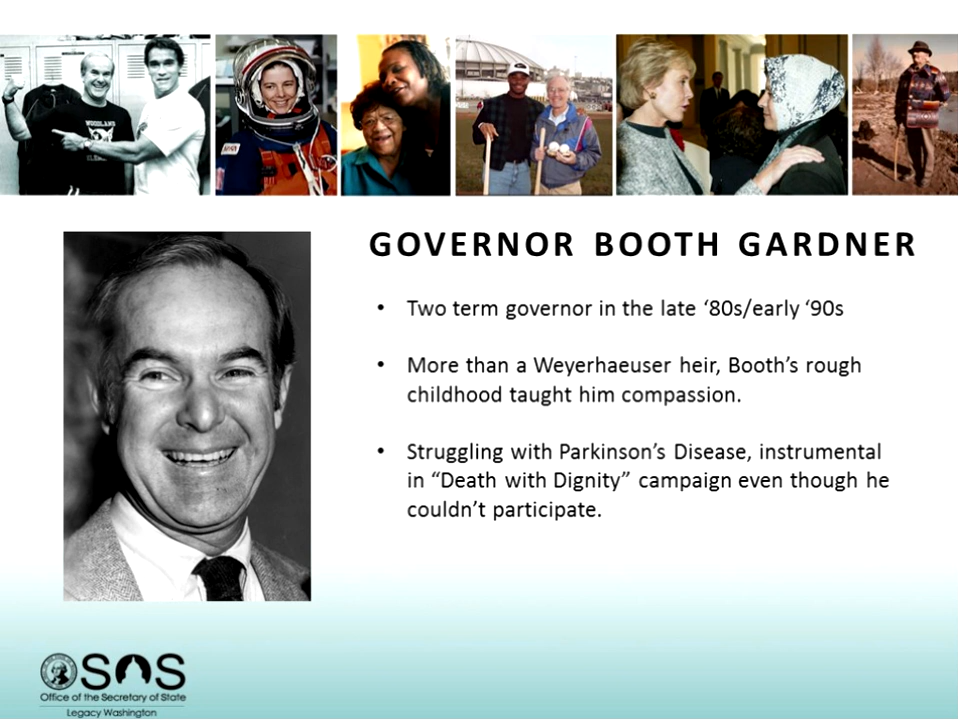 GOVERNOR BOOTH GARDNER
• Two term governor in the late ‘80s/early ‘90s
• More than a Weyerhaeuser heir, Booth’s rough
childhood taught him compassion.
• Struggling with Parkinson’s Disease, instrumental
in “Death with Dignity” campaign even though he
couldn’t participate.
SOS
Office of the Secretary of State
Legacy Washington